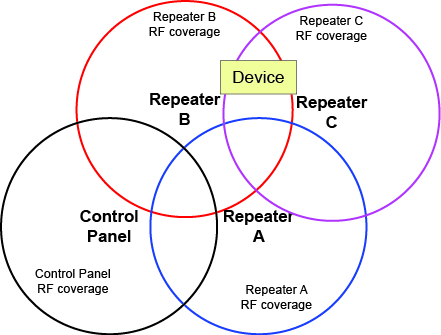 Repeater B
RF coverage
Repeater C
RF coverage
Device
Repeater
B
Repeater
C
Control
Panel
Repeater
A
Control Panel
RF coverage
Repeater A
RF coverage